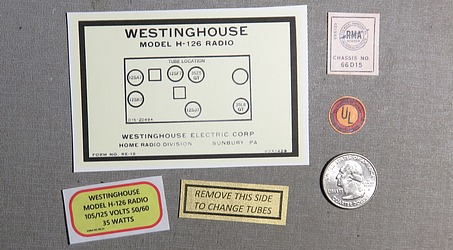 WESTINGHOUSE
MODEL H-126 RADIO
TUBE LOCATION
WESTINGHOUSE ELECTRIC CORP
HOME RADIO DIVISION SUNBURY, PA
RMA
CHASSIS NO.
66D15
UL
WESTINGHOUSE
MODEL H-126 RADIO
105/125 VOLTS 50/60
35 WATTS
REMOVE THIS SIDE
TO CHANGE TUBES